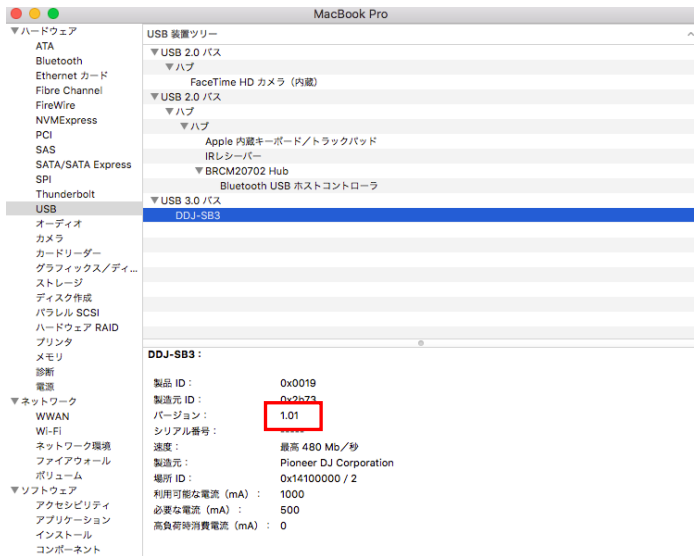 MacBook Pro
▼ハードウェア
ATA
Bluetooth
Ethernet カード
Fibre Channel
FireWire
NVMExpress
PCI
SAS
SATA/SATA Express
SPI
Thunderbolt
USB
オーディオ
カメラ
カードリーダー
グラフィックス／ディ...
ストレージ
ディスク作成
パラレル SCSI
ハードウェア RAID
プリンタ
メモリ
診断
電源
▼ネットワーク
WWAN
Wi-Fi
ネットワーク環境
ファイアウォール
ボリューム
▼ソフトウェア
アクセシビリティ
アプリケーション
インストール
コンポーネント
USB 装置ツリー
▼USB 2.0 バス
▼ハブ
FaceTime HD カメラ（内蔵）
▼USB 2.0 バス
▼ハブ
▼ハブ
Apple 内蔵キーボード／トラックパッド
IRレシーバー
▼BRCM20702 Hub
Bluetooth USB ホストコントローラ
▼USB 3.0 バス
DDJ-SB3
DDJ-SB3：
製品 ID： 0x0019
製造元 ID： 0x2b73
バージョン： 1.01
シリアル番号：
速度： 最高 480 Mb／秒
製造元： Pioneer DJ Corporation
場所 ID： 0x14100000 / 2
利用可能な電流（mA）： 1000
必要な電流（mA）： 500
高負荷時消費電流（mA）： 0